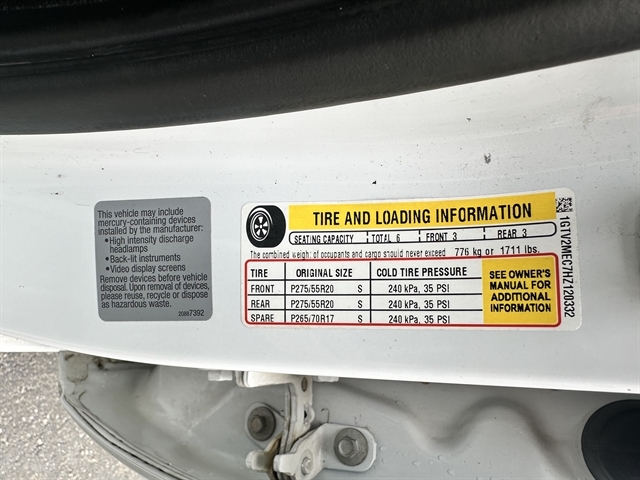 This vehicle may include
mercury-containing devices
installed by the manufacturer:
• High intensity discharge
headlamps
• Back-lit instruments
• Video display screens
Remove devices before vehicle
disposal. Upon removal of devices,
please reuse, recycle or dispose
as hazardous waste.
20887392
TIRE AND LOADING INFORMATION
SEATING CAPACITY TOTAL 6 FRONT 3 REAR 3
The combined weight of occupants and cargo should never exceed 776 kg or 1711 lbs.
TIRE ORIGINAL SIZE COLD TIRE PRESSURE
FRONT P275/55R20 S 240 kPa, 35 PSI
REAR P275/55R20 S 240 kPa, 35 PSI
SPARE P265/70R17 S 240 kPa, 35 PSI
SEE OWNER'S
MANUAL FOR
ADDITIONAL
INFORMATION
1GTV2MEC7HZ120332